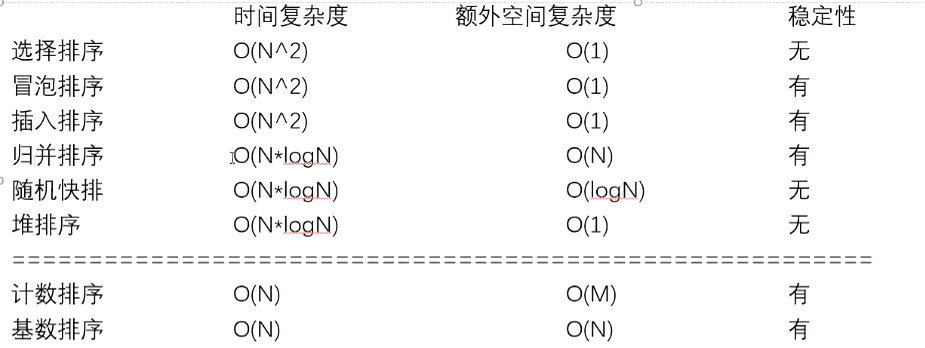 时间复杂度 额外空间复杂度 稳定性
选择排序 O(N^2) O(1) 无
冒泡排序 O(N^2) O(1) 有
插入排序 O(N^2) O(1) 有
归并排序 O(N*logN) O(N) 有
随机快排 O(N*logN) O(logN) 无
堆排序 O(N*logN) O(1) 无
========================================================
计数排序 O(N) O(M) 有
基数排序 O(N) O(N) 有